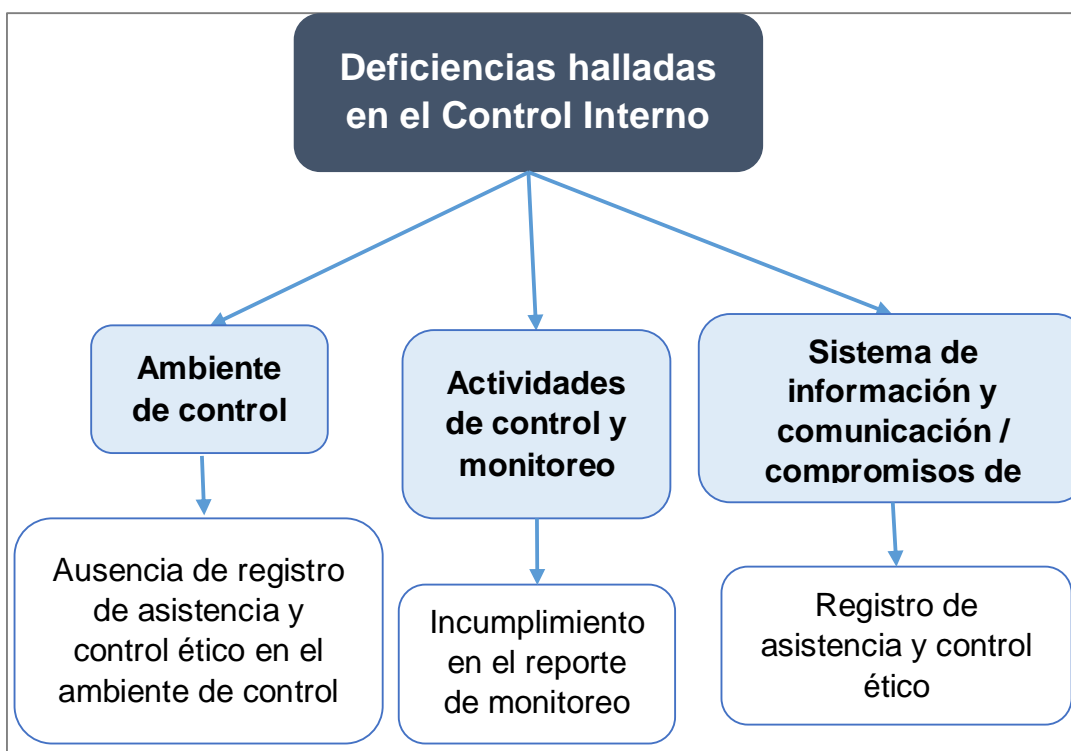 Deficiencias halladas
en el Control Interno
Ambiente
de control
Actividades
de control y
monitoreo
Sistema de
información y
comunicación /
compromisos de
Ausencia de registro
de asistencia y
control ético en el
ambiente de control
Incumplimiento
en el reporte
de monitoreo
Registro de
asistencia y control
ético